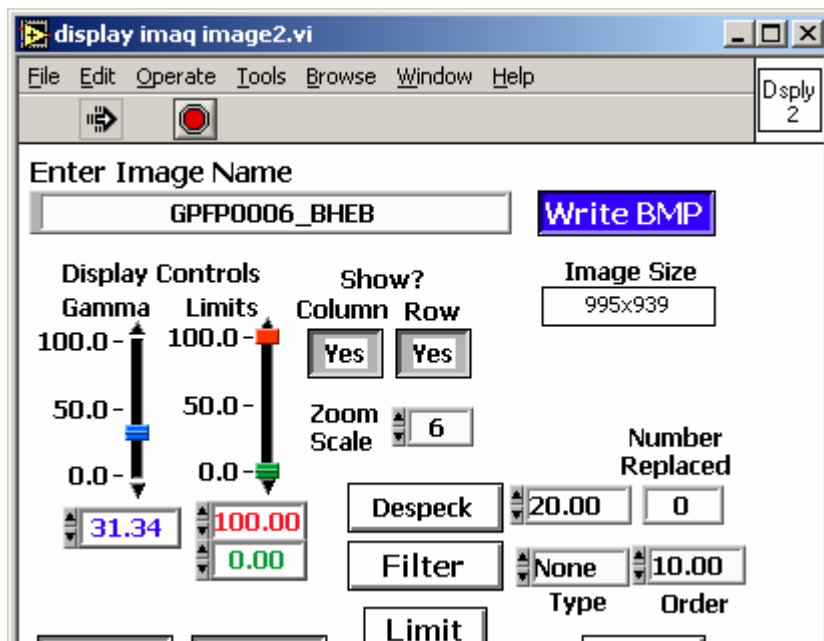 display imaq image2.vi
File Edit Operate Tools Browse Window Help
Dsply
2
Enter Image Name
GPFP0006_BHEB
Write BMP
Display Controls
Gamma Limits
100.0 100.0
50.0 50.0
0.0 0.0
31.34
100.00
0.00
Show?
Column Row
Yes Yes
Zoom
Scale
6
Image Size
995x939
Number
Replaced
Despeck 20.00 0
Filter None 10.00
Type Order
Limit